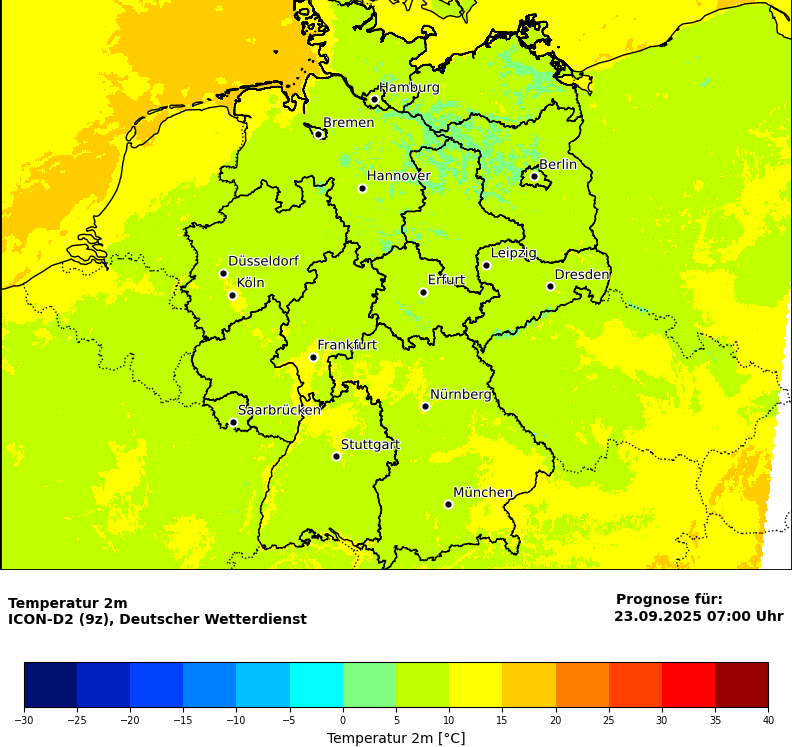 Hamburg
Bremen
Berlin
Hannover
Leipzig
Düsseldorf
Dresden
Köln
Erfurt
Frankfurt
Nürnberg
Saarbrücken
Stuttgart
München
Temperatur 2m
ICON-D2 (9z), Deutscher Wetterdienst
Prognose für:
23.09.2025 07:00 Uhr
−30 −25 −20 −15 −10 −5 0 5 10 15 20 25 30 35 40
Temperatur 2m [°C]